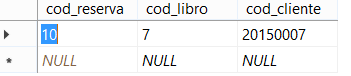 cod_reserva cod_libro cod_cliente
10 7 20150007
NULL NULL NULL